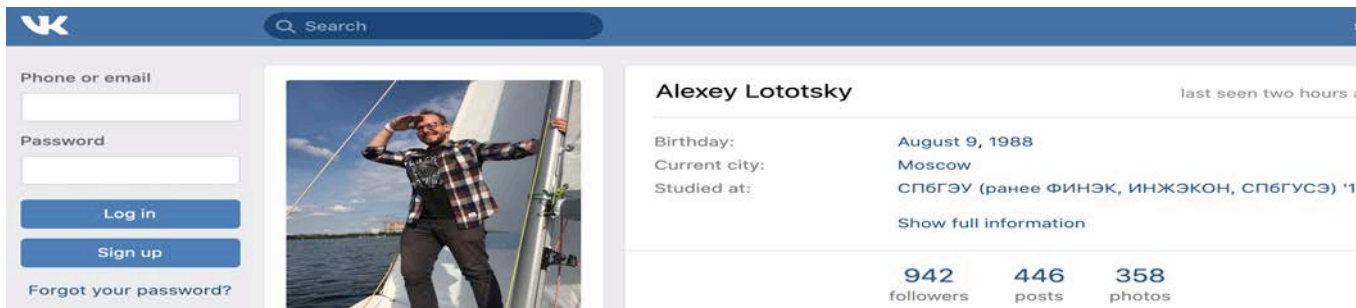 VK
Search
Phone or email
Password
Log in
Sign up
Forgot your password?
Alexey Lototsky
last seen two hours
Birthday:
August 9, 1988
Current city:
Moscow
Studied at:
СПбГЭУ (ранее ФИНЭК, ИНЖЭКОН, СПбГУСЭ) '1
Show full information
942
followers
446
posts
358
photos